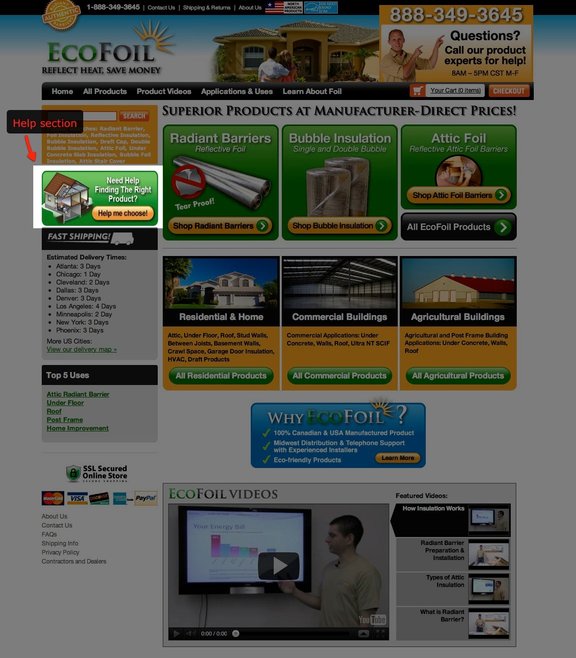 1-888-349-3645 | Contact Us | Shipping & Returns | About Us
888-349-3645
Questions?
Call our product
experts for help!
8AM – 5PM CST M-F
ECOFOIL
REFLECT HEAT, SAVE MONEY
Home All Products Product Videos Applications & Uses Learn About Foil Your Cart (0 items) CHECKOUT
SUPERIOR PRODUCTS AT MANUFACTURER-DIRECT PRICES!
SEARCH
Help section
Radiant Barrier,
Foil Insulation, Reflective Insulation,
Bubble Insulation, Draft Cap, Double
Bubble Insulation, Attic Foil, Under
Concrete Slab Insulation, Bubble Foil
Insulation, Attic Stair Cover
Need Help
Finding The Right
Product?
Help me choose!
Radiant Barriers
Reflective Foil
Tear Proof!
Shop Radiant Barriers
Bubble Insulation
Single and Double Bubble
Shop Bubble Insulation
Attic Foil
Reflective Attic Foil Barriers
Shop Attic Foil Barriers
All EcoFoil Products
FAST SHIPPING!
Estimated Delivery Times:
• Atlanta: 3 Days
• Chicago: 1 Day
• Cleveland: 2 Days
• Dallas: 3 Days
• Denver: 3 Days
• Los Angeles: 4 Days
• Minneapolis: 2 Day
• New York: 3 Days
• Phoenix: 3 Days
More US Cities:
View our delivery map »
Residential & Home
Attic, Under Floor, Roof, Stud Walls,
Between Joists, Basement Walls,
Crawl Space, Garage Door Insulation,
HVAC, Draft Products
All Residential Products
Commercial Buildings
Commercial Applications: Under
Concrete, Walls, Roof, Ultra NT SCIF
All Commercial Products
Agricultural Buildings
Agricultural and Post Frame Building
Applications: Under Concrete, Walls,
Roof
All Agricultural Products
Top 5 Uses
Attic Radiant Barrier
Under Floor
Roof
Post Frame
Home Improvement
WHY ECOFOIL?
100% Canadian & USA Manufactured Product
Midwest Distribution & Telephone Support
with Experienced Installers
Eco-friendly Products
Learn More
SSL Secured
Online Store
SECURE SHOPPING
MasterCard VISA DISCOVER PayPal
About Us
Contact Us
FAQs
Shipping Info
Privacy Policy
Contractors and Dealers
ECOFOIL VIDEOS
Your Energy Bill
YouTube
0:00 / 0:00
Featured Videos:
How Insulation Works
Radiant Barrier
Preparation &
Installation
Types of Attic
Insulation
What is Radiant
Barrier?